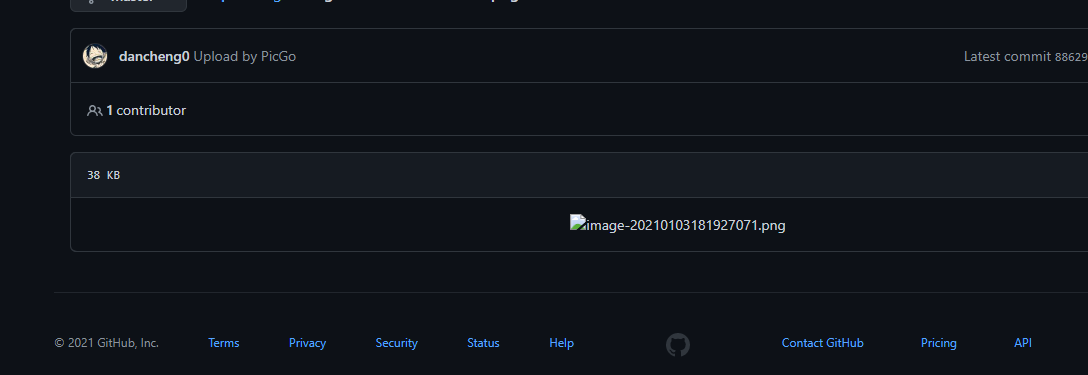 dancheng0 Upload by PicGo
Latest commit 88629
1 contributor
38 KB
image-20210103181927071.png
© 2021 GitHub, Inc.
Terms
Privacy
Security
Status
Help
Contact GitHub
Pricing
API